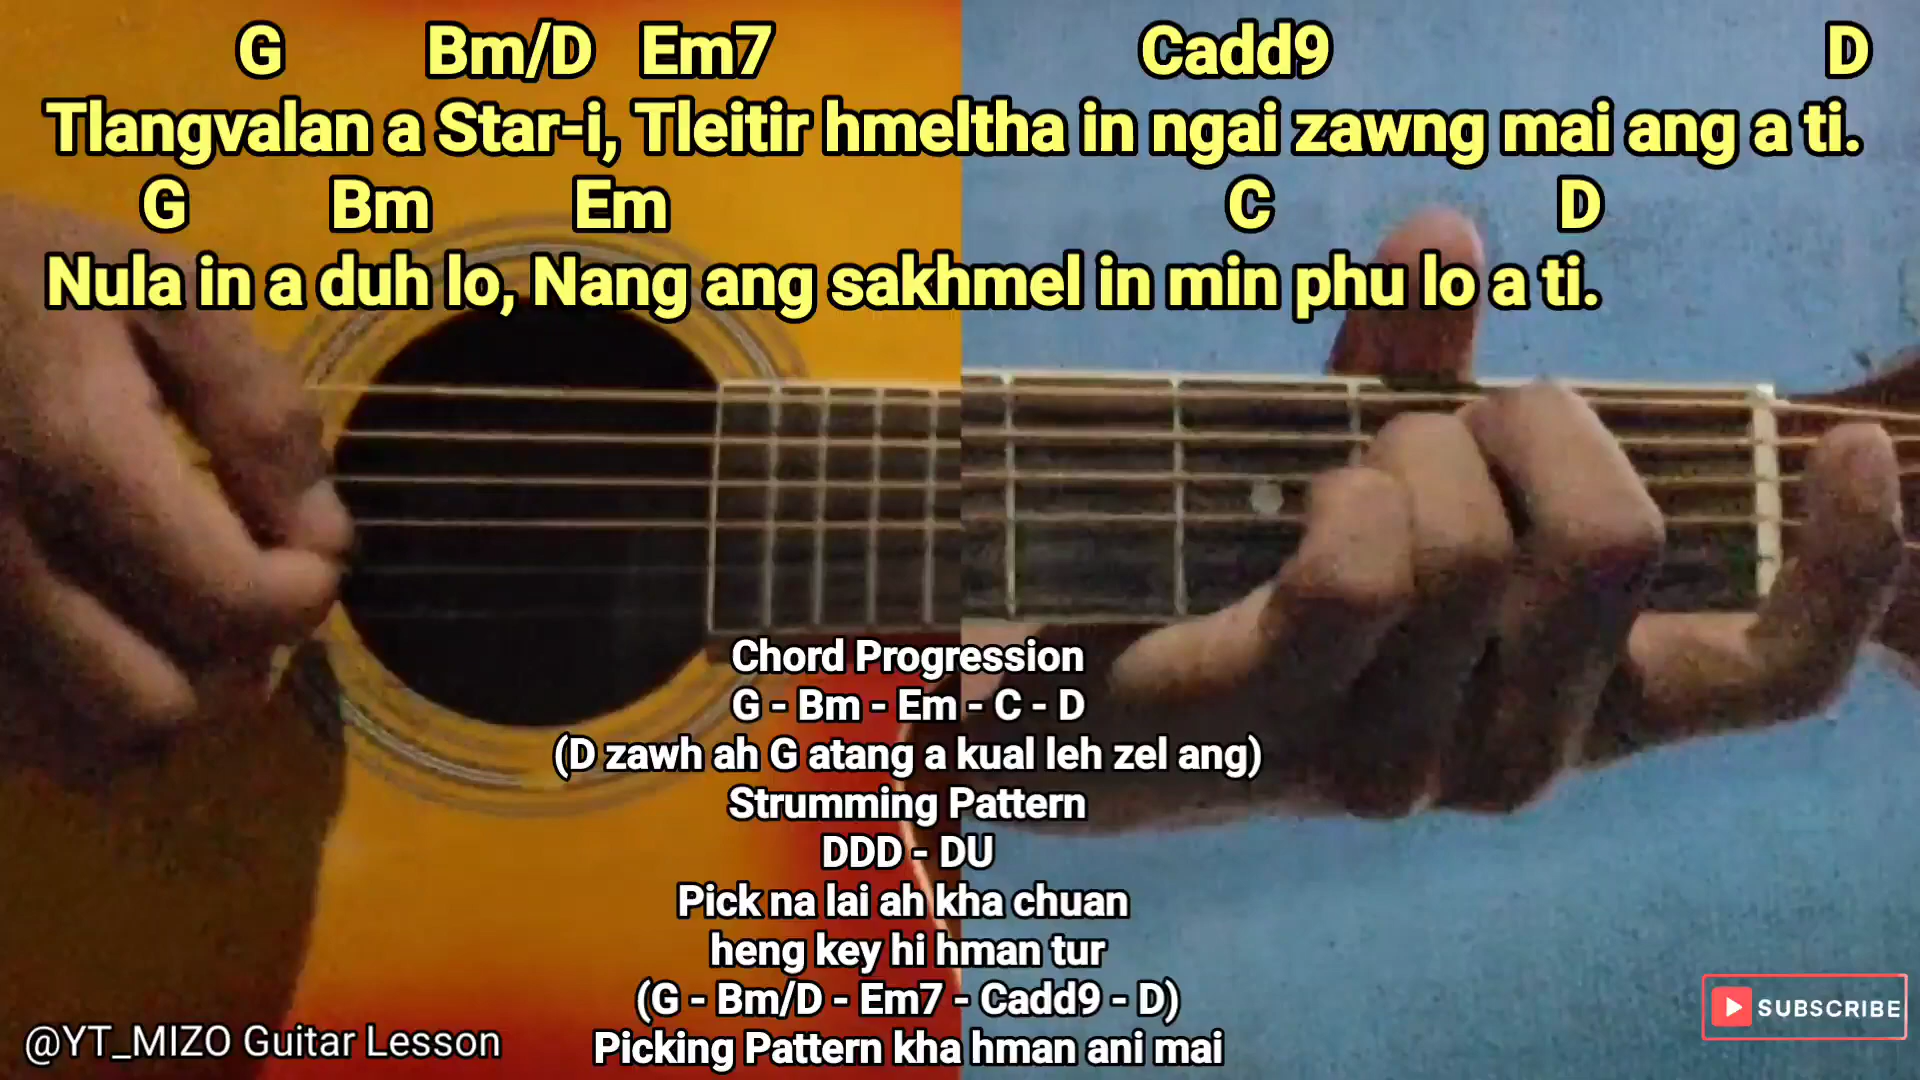 G Bm/D Em7 Cadd9 D
Tlangvalan a Star-i, Tleitir hmeltha in ngai zawng mai ang a ti.
G Bm Em C D
Nula in a duh lo, Nang ang sakhmel in min phu lo a ti.
Chord Progression
G - Bm - Em - C - D
(D zawh ah G atang a kual leh zel ang)
Strumming Pattern
DDD - DU
Pick na lai ah kha chuan
heng key hi hman tur
(G - Bm/D - Em7 - Cadd9 - D)
Picking Pattern kha hman ani mai
@YT_MIZO Guitar Lesson
SUBSCRIBE